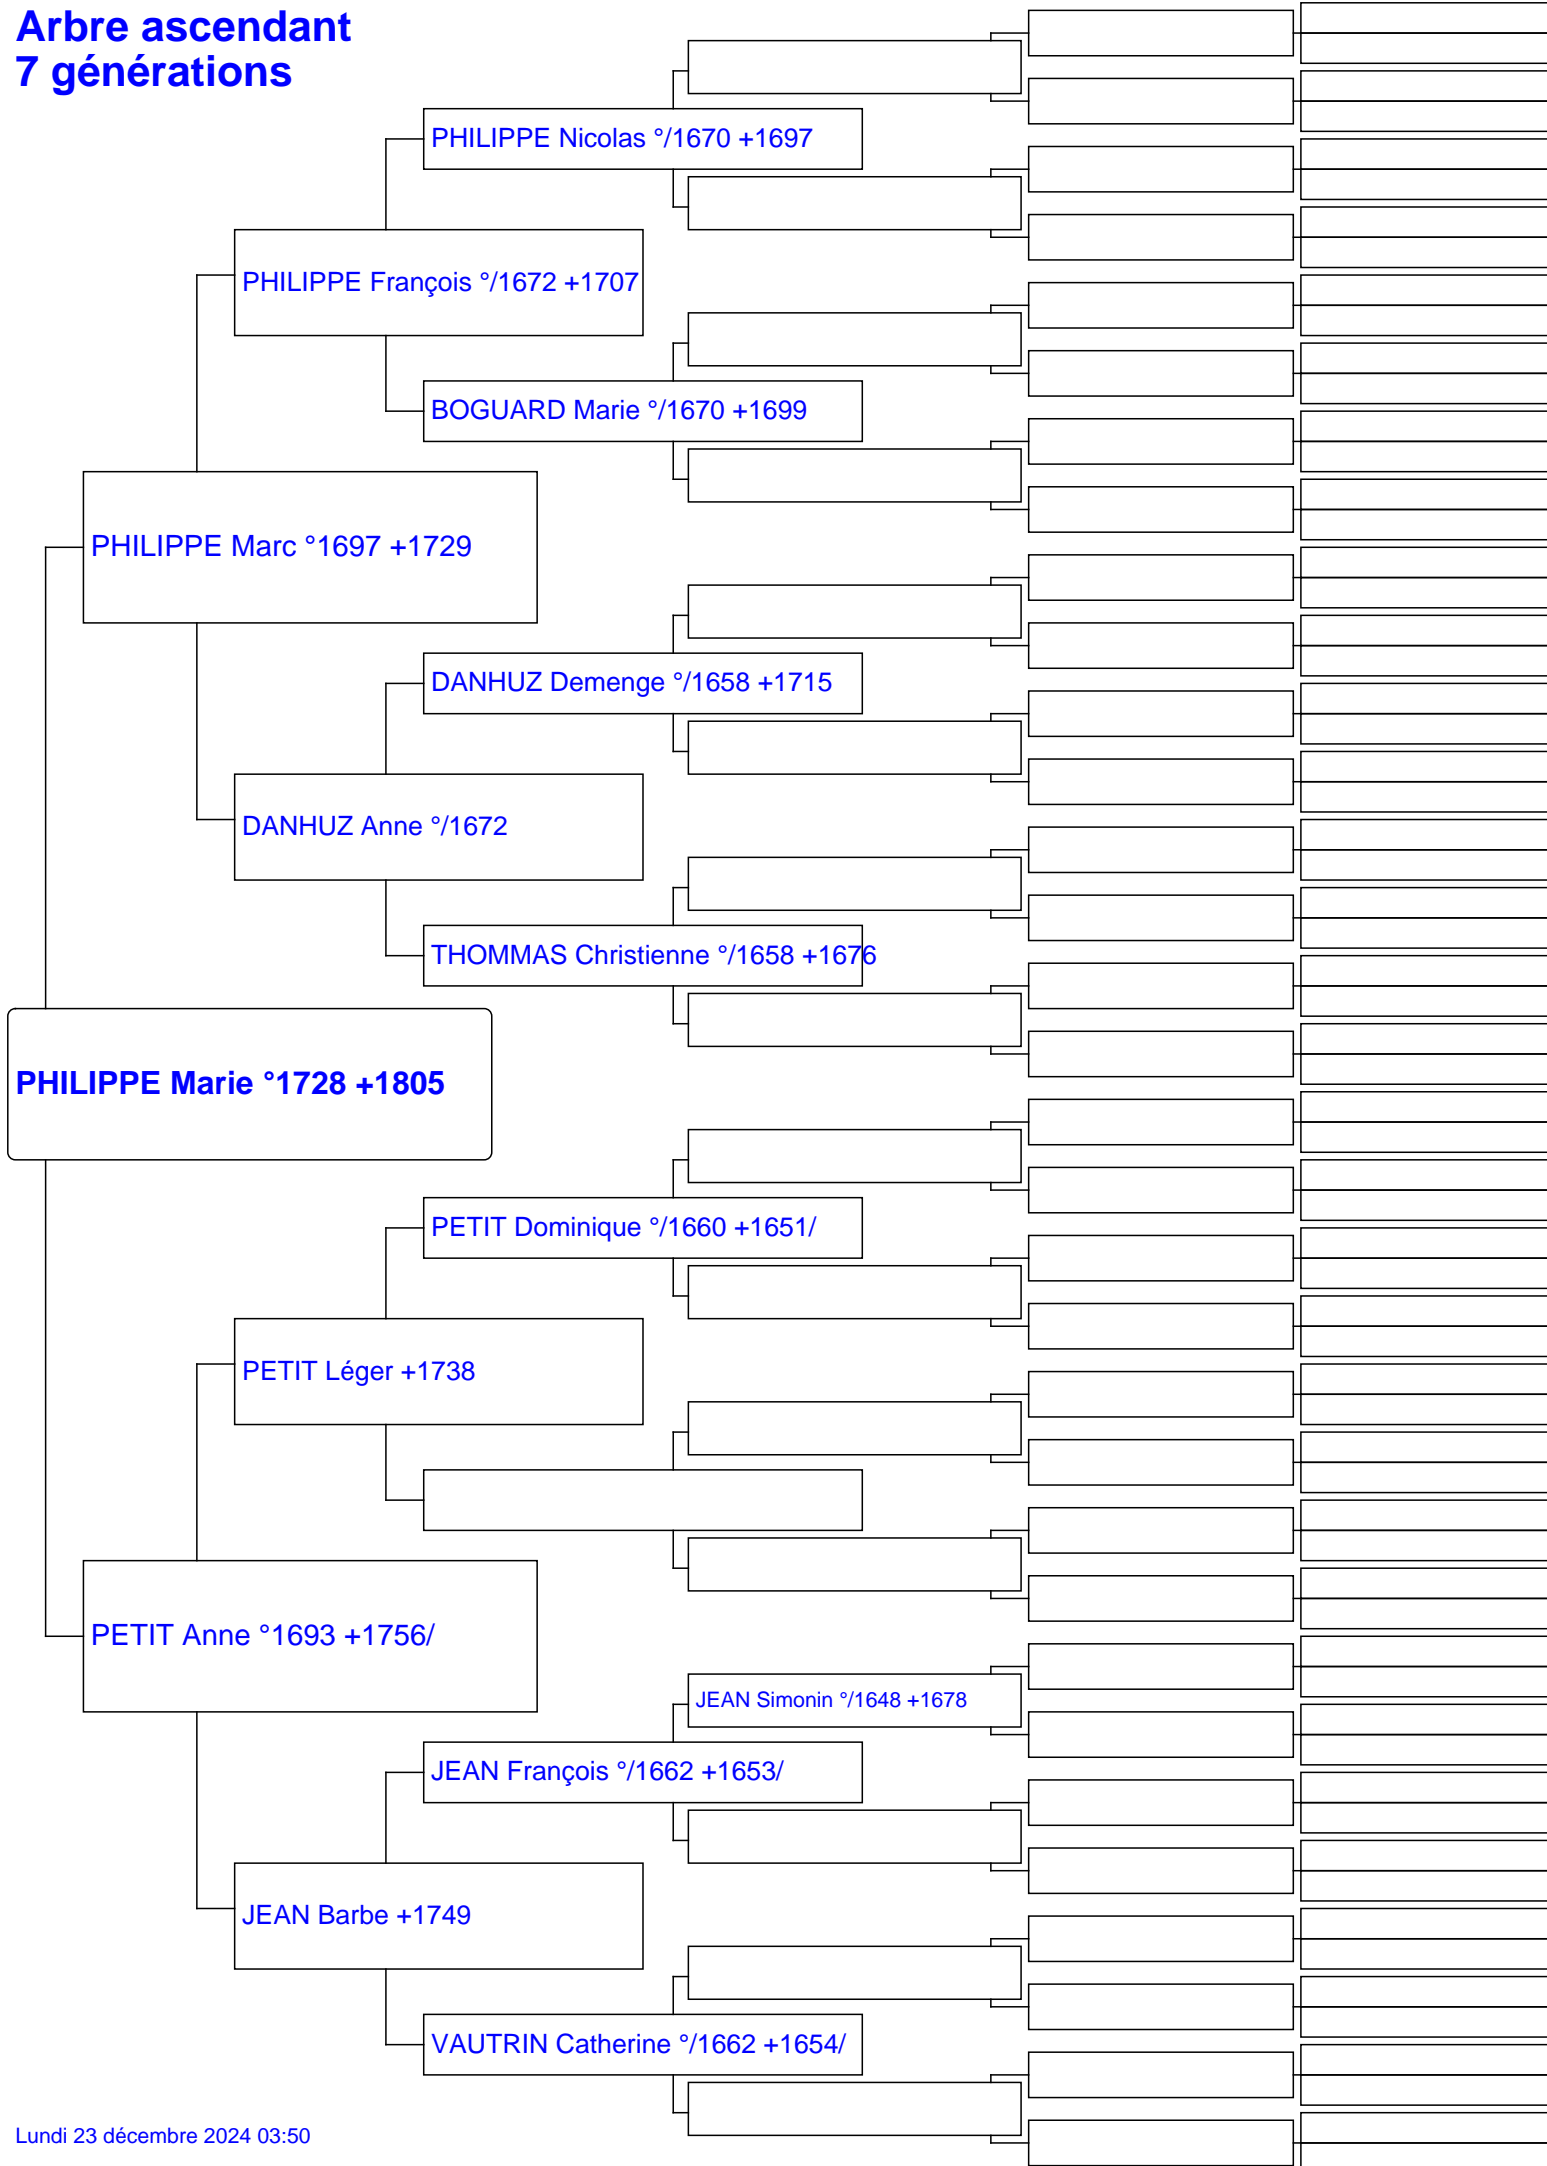 Arbre ascendant
7 générations
PHILIPPE Nicolas °/1670 +1697
PHILIPPE François °/1672 +1707
BOGUARD Marie °/1670 +1699
PHILIPPE Marc °1697 +1729
DANHUZ Demenge °/1658 +1715
DANHUZ Anne °/1672
THOMMAS Christienne °/1658 +1676
PHILIPPE Marie °1728 +1805
PETIT Dominique °/1660 +1651/
PETIT Léger +1738
PETIT Anne °1693 +1756/
JEAN Simonin °/1648 +1678
JEAN François °/1662 +1653/
JEAN Barbe +1749
VAUTRIN Catherine °/1662 +1654/
Lundi 23 décembre 2024 03:50